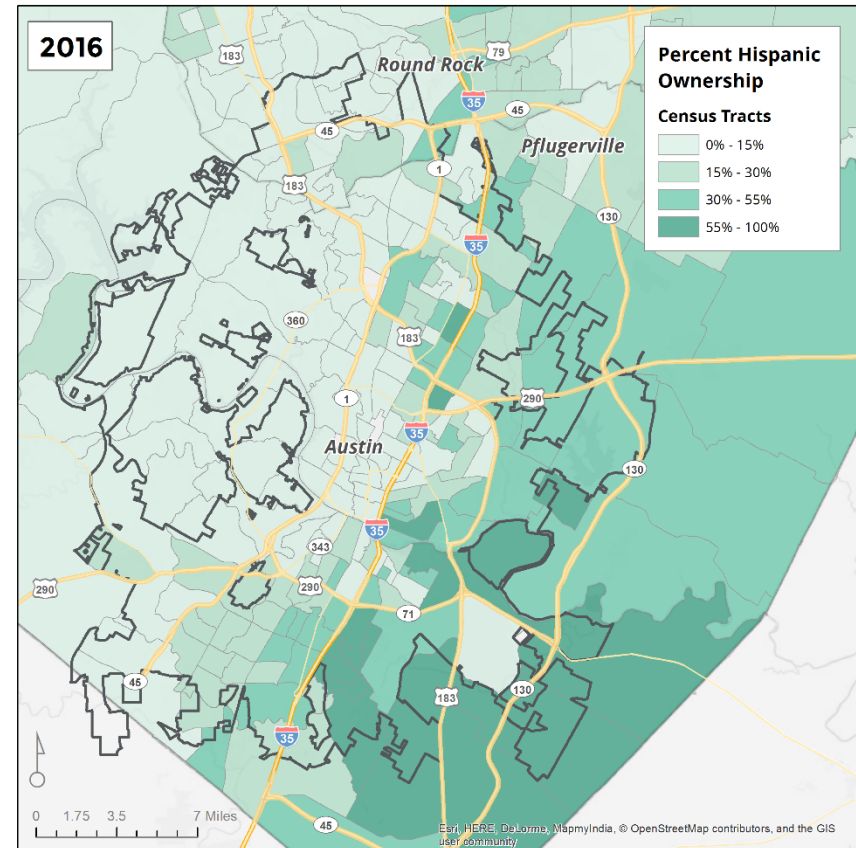 2016
Percent Hispanic
Ownership
Census Tracts
0% - 15%
15% - 30%
30% - 55%
55% - 100%
183
79
Round Rock
35
45
45
Pflugerville
1
183
130
35
360
183
1
290
35
Austin
130
35
343
290
290
71
45
183
130
35
45
0 1.75 3.5 7 Miles
Esri, HERE, DeLorme, MapmyIndia, © OpenStreetMap contributors, and the GIS
user community